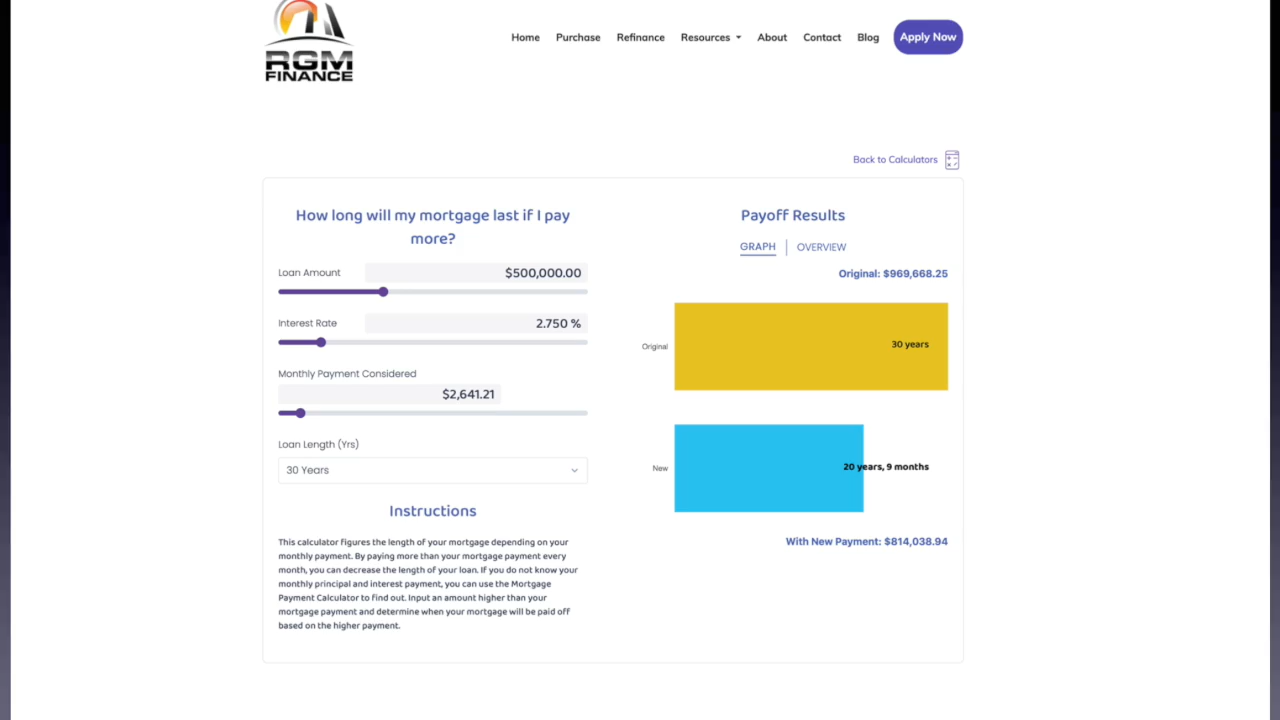 RGM
FINANCE
Home Purchase Refinance Resources About Contact Blog Apply Now
Back to Calculators
How long will my mortgage last if I pay
more?
Loan Amount $500,000.00
Interest Rate 2.750 %
Monthly Payment Considered
$2,641.21
Loan Length (Yrs)
30 Years
Instructions
This calculator figures the length of your mortgage depending on your
monthly payment. By paying more than your mortgage payment every
month, you can decrease the length of your loan. If you do not know your
monthly principal and interest payment, you can use the Mortgage
Payment Calculator to find out. Input an amount higher than your
mortgage payment and determine when your mortgage will be paid off
based on the higher payment.
Payoff Results
GRAPH OVERVIEW
Original: $969,668.25
Original 30 years
New 20 years, 9 months
With New Payment: $814,038.94